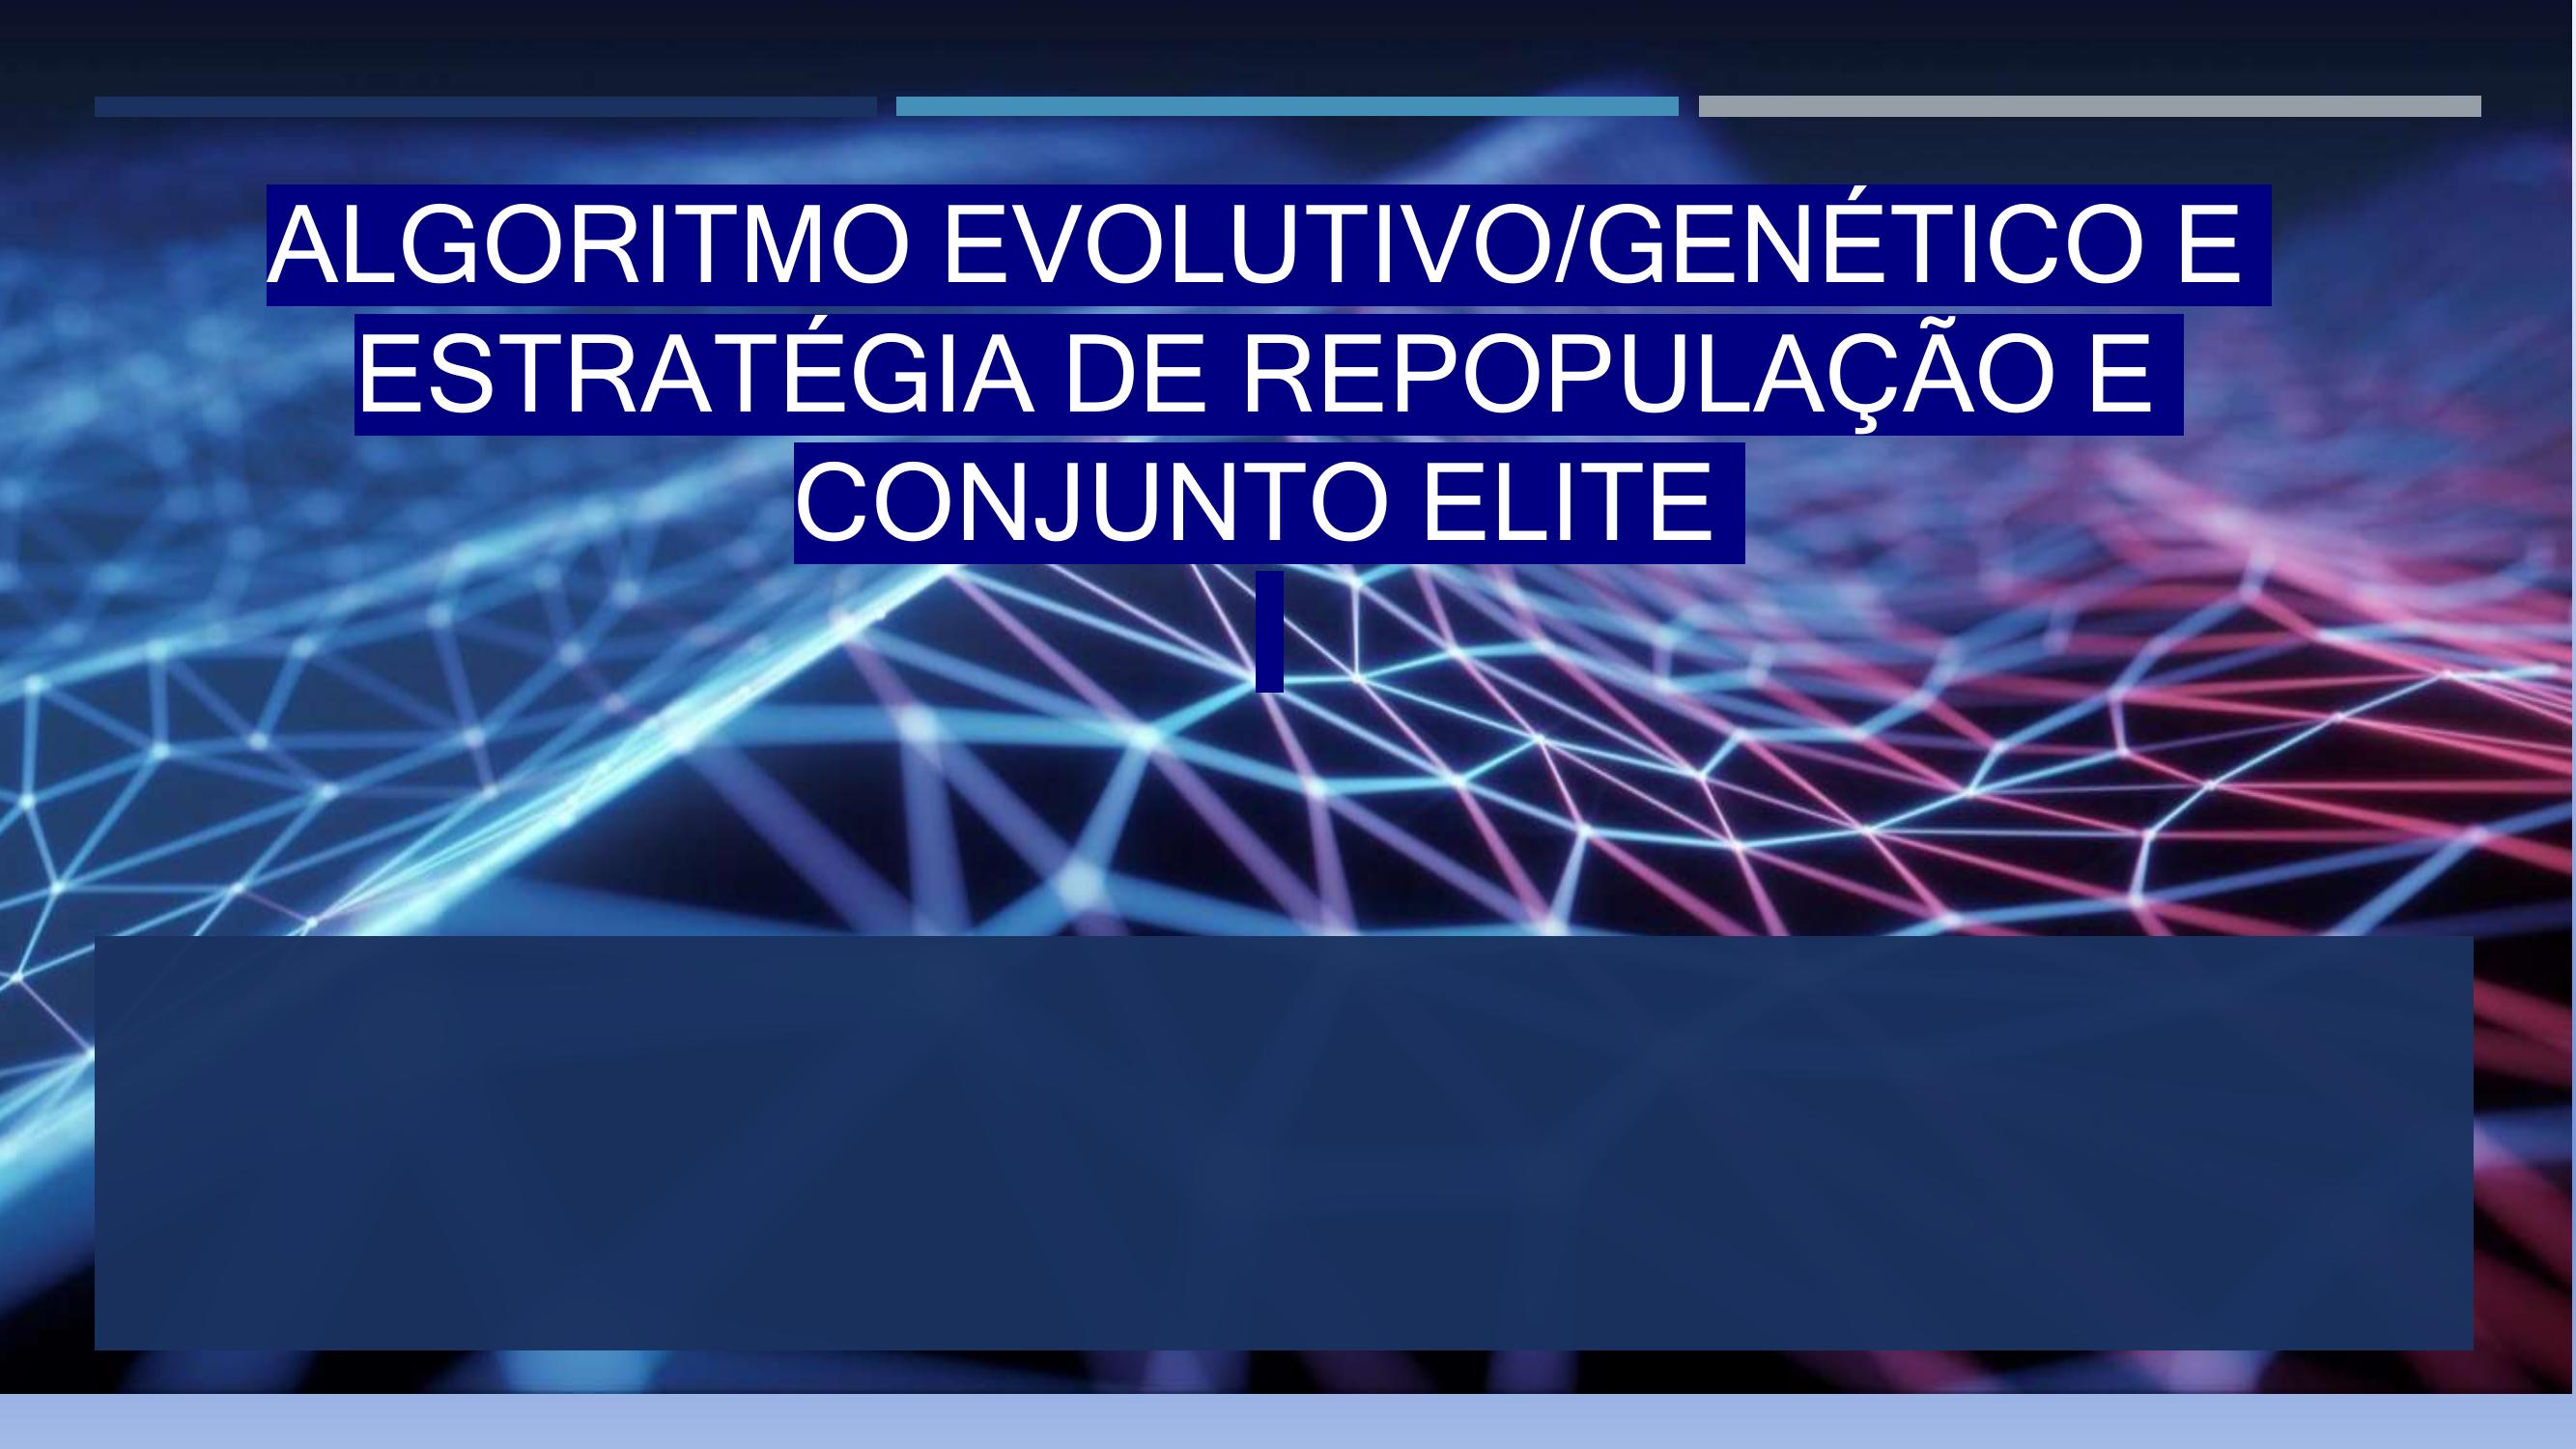 ALGORITMO EVOLUTIVO/GENÉTICO E
ESTRATÉGIA DE REPOPULAÇÃO E
CONJUNTO ELITE